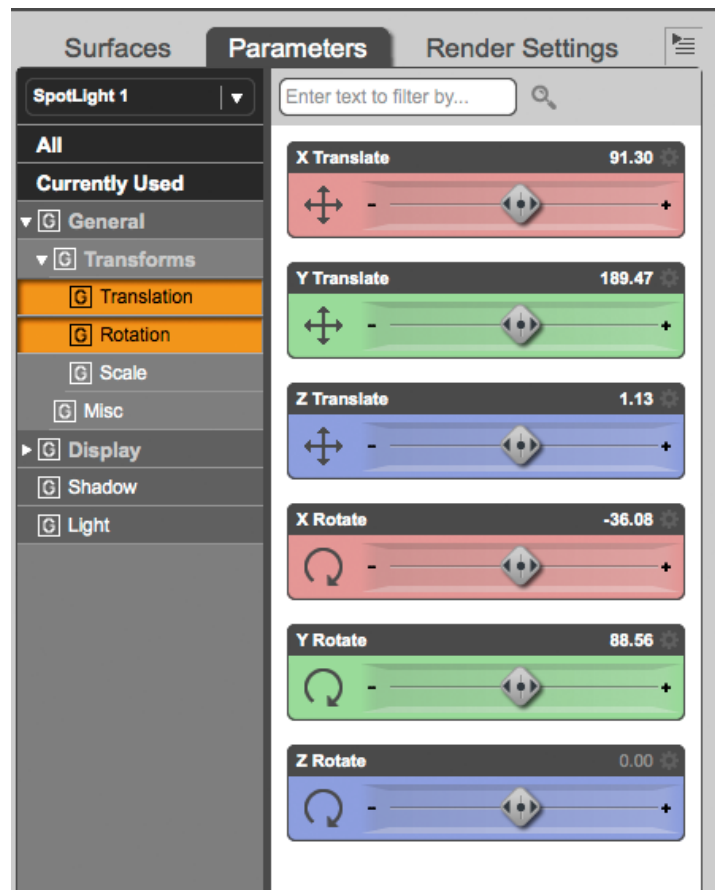 Surfaces Parameters Render Settings
SpotLight 1
Enter text to filter by...
All
Currently Used
G General
G Transforms
G Translation
G Rotation
G Scale
G Misc
G Display
G Shadow
G Light
X Translate 91.30
- +
Y Translate 189.47
- +
Z Translate 1.13
- +
X Rotate -36.08
- +
Y Rotate 88.56
- +
Z Rotate 0.00
- +